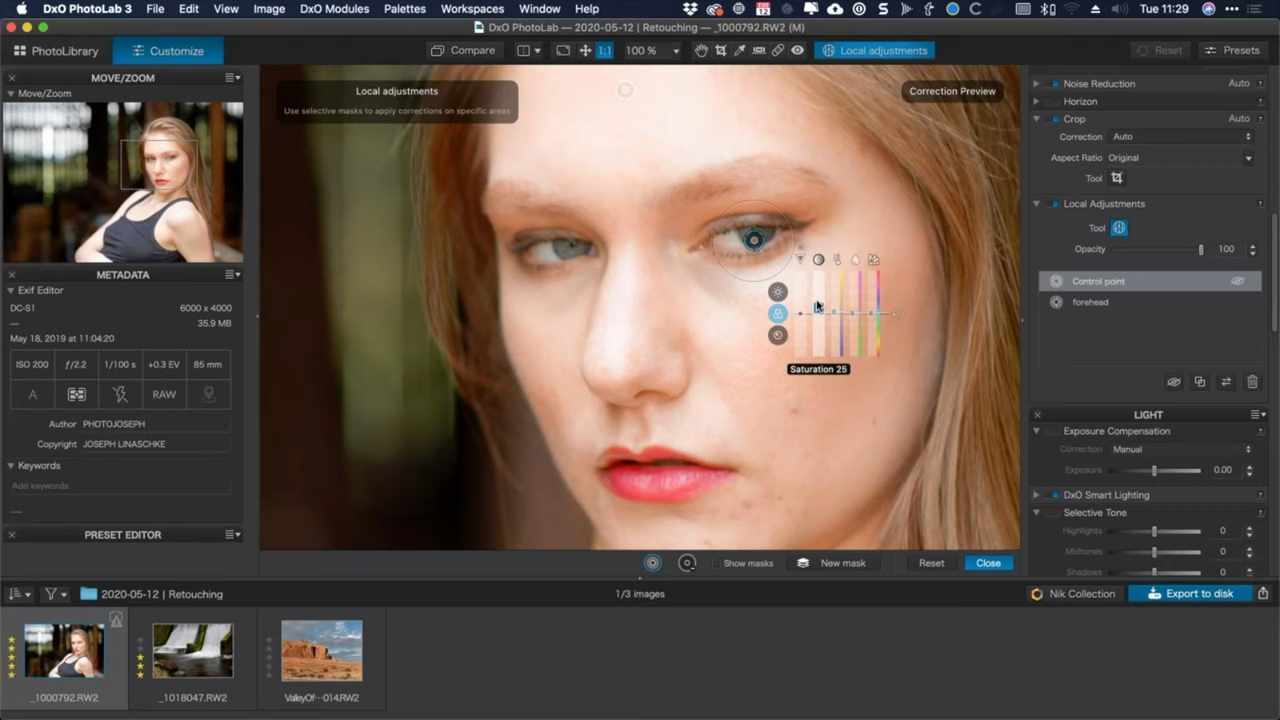 DxO PhotoLab 3 File Edit View Image DxO Modules Palettes Workspaces Window Help Tue 11:29
DxO PhotoLab 3 — 2020-05-12 | Retouching — _1000792.RW2 (M)
PhotoLibrary Customize Compare 1:1 100 % Local adjustments Reset Presets
MOVE/ZOOM
Move/Zoom
METADATA
Exif Editor
DC-S1 6000 x 4000
— 35.9 MB
May 18, 2019 at 11:04:20
ISO 200 ƒ/2.2 1/100 s +0.3 EV 85 mm
A RAW
Author PHOTOJOSEPH
Copyright JOSEPH LINASCHKE
Keywords
Add keywords
—
PRESET EDITOR
Local adjustments
Use selective masks to apply corrections on specific areas
Correction Preview
Saturation 25
Show masks New mask Reset Close
Noise Reduction Auto
Horizon
Crop Auto
Correction Auto
Aspect Ratio Original
Tool
Local Adjustments
Tool
Opacity 100
Control point
forehead
LIGHT
Exposure Compensation
Correction Manual
Exposure 0.00
DxO Smart Lighting
Selective Tone
Highlights 0
Midtones 0
Shadows 0
2020-05-12 | Retouching 1/3 images Nik Collection Export to disk
_1000792.RW2 _1018047.RW2 ValleyOf···014.RW2